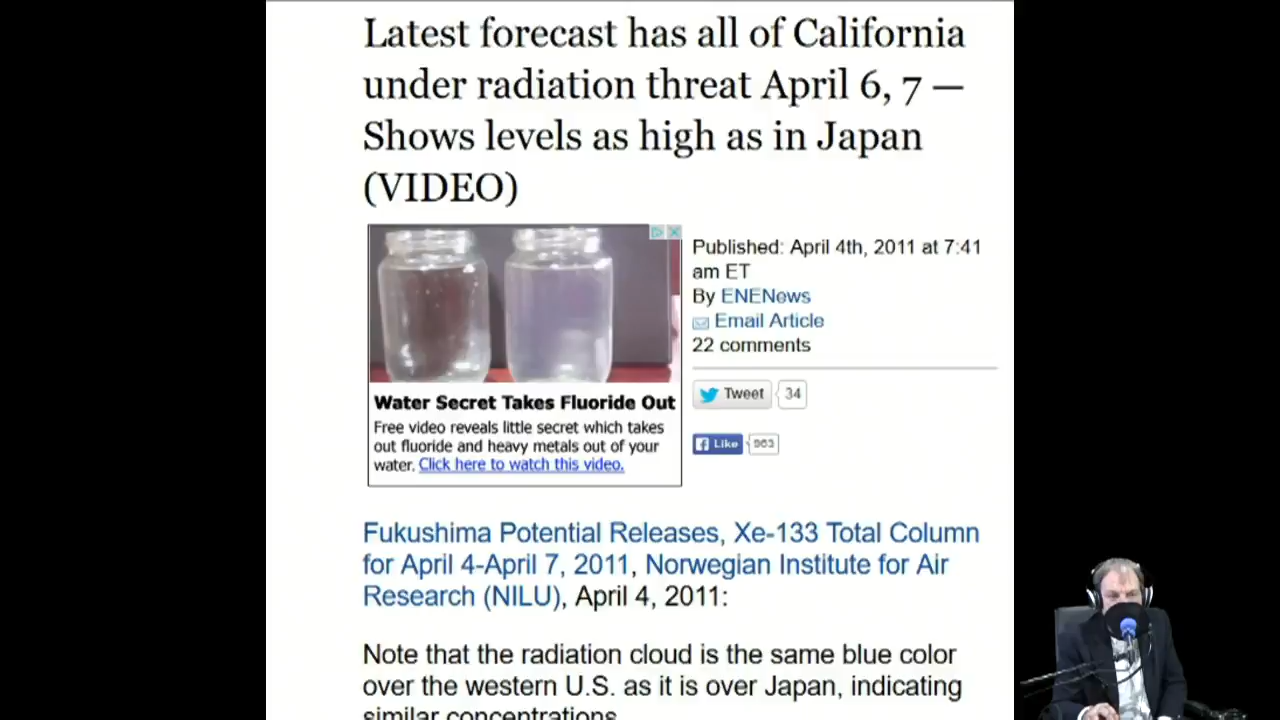 Latest forecast has all of California
under radiation threat April 6, 7 —
Shows levels as high as in Japan
(VIDEO)
Water Secret Takes Fluoride Out
Free video reveals little secret which takes
out fluoride and heavy metals out of your
water. Click here to watch this video.
Published: April 4th, 2011 at 7:41
am ET
By ENENews
Email Article
22 comments
Tweet 34
Like 963
Fukushima Potential Releases, Xe-133 Total Column
for April 4-April 7, 2011, Norwegian Institute for Air
Research (NILU), April 4, 2011:
Note that the radiation cloud is the same blue color
over the western U.S. as it is over Japan, indicating
similar concentrations